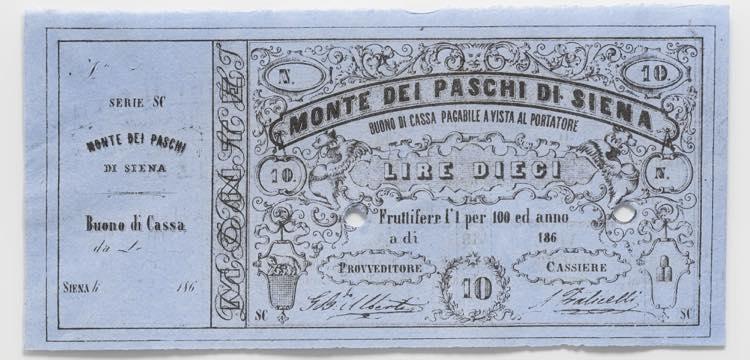 N.º
SERIE SC
MONTE DEI PASCHI
DI SIENA
Buono di Cassa
da L.
SIENA li 186
N. 10
MONTE DEI PASCHI DI SIENA
BUONO DI CASSA PAGABILE A VISTA AL PORTATORE
10 LIRE DIECI N.
Fruttifere l'1 per 100 ed anno
a di 186
PROVVEDITORE 10 CASSIERE
SC SC